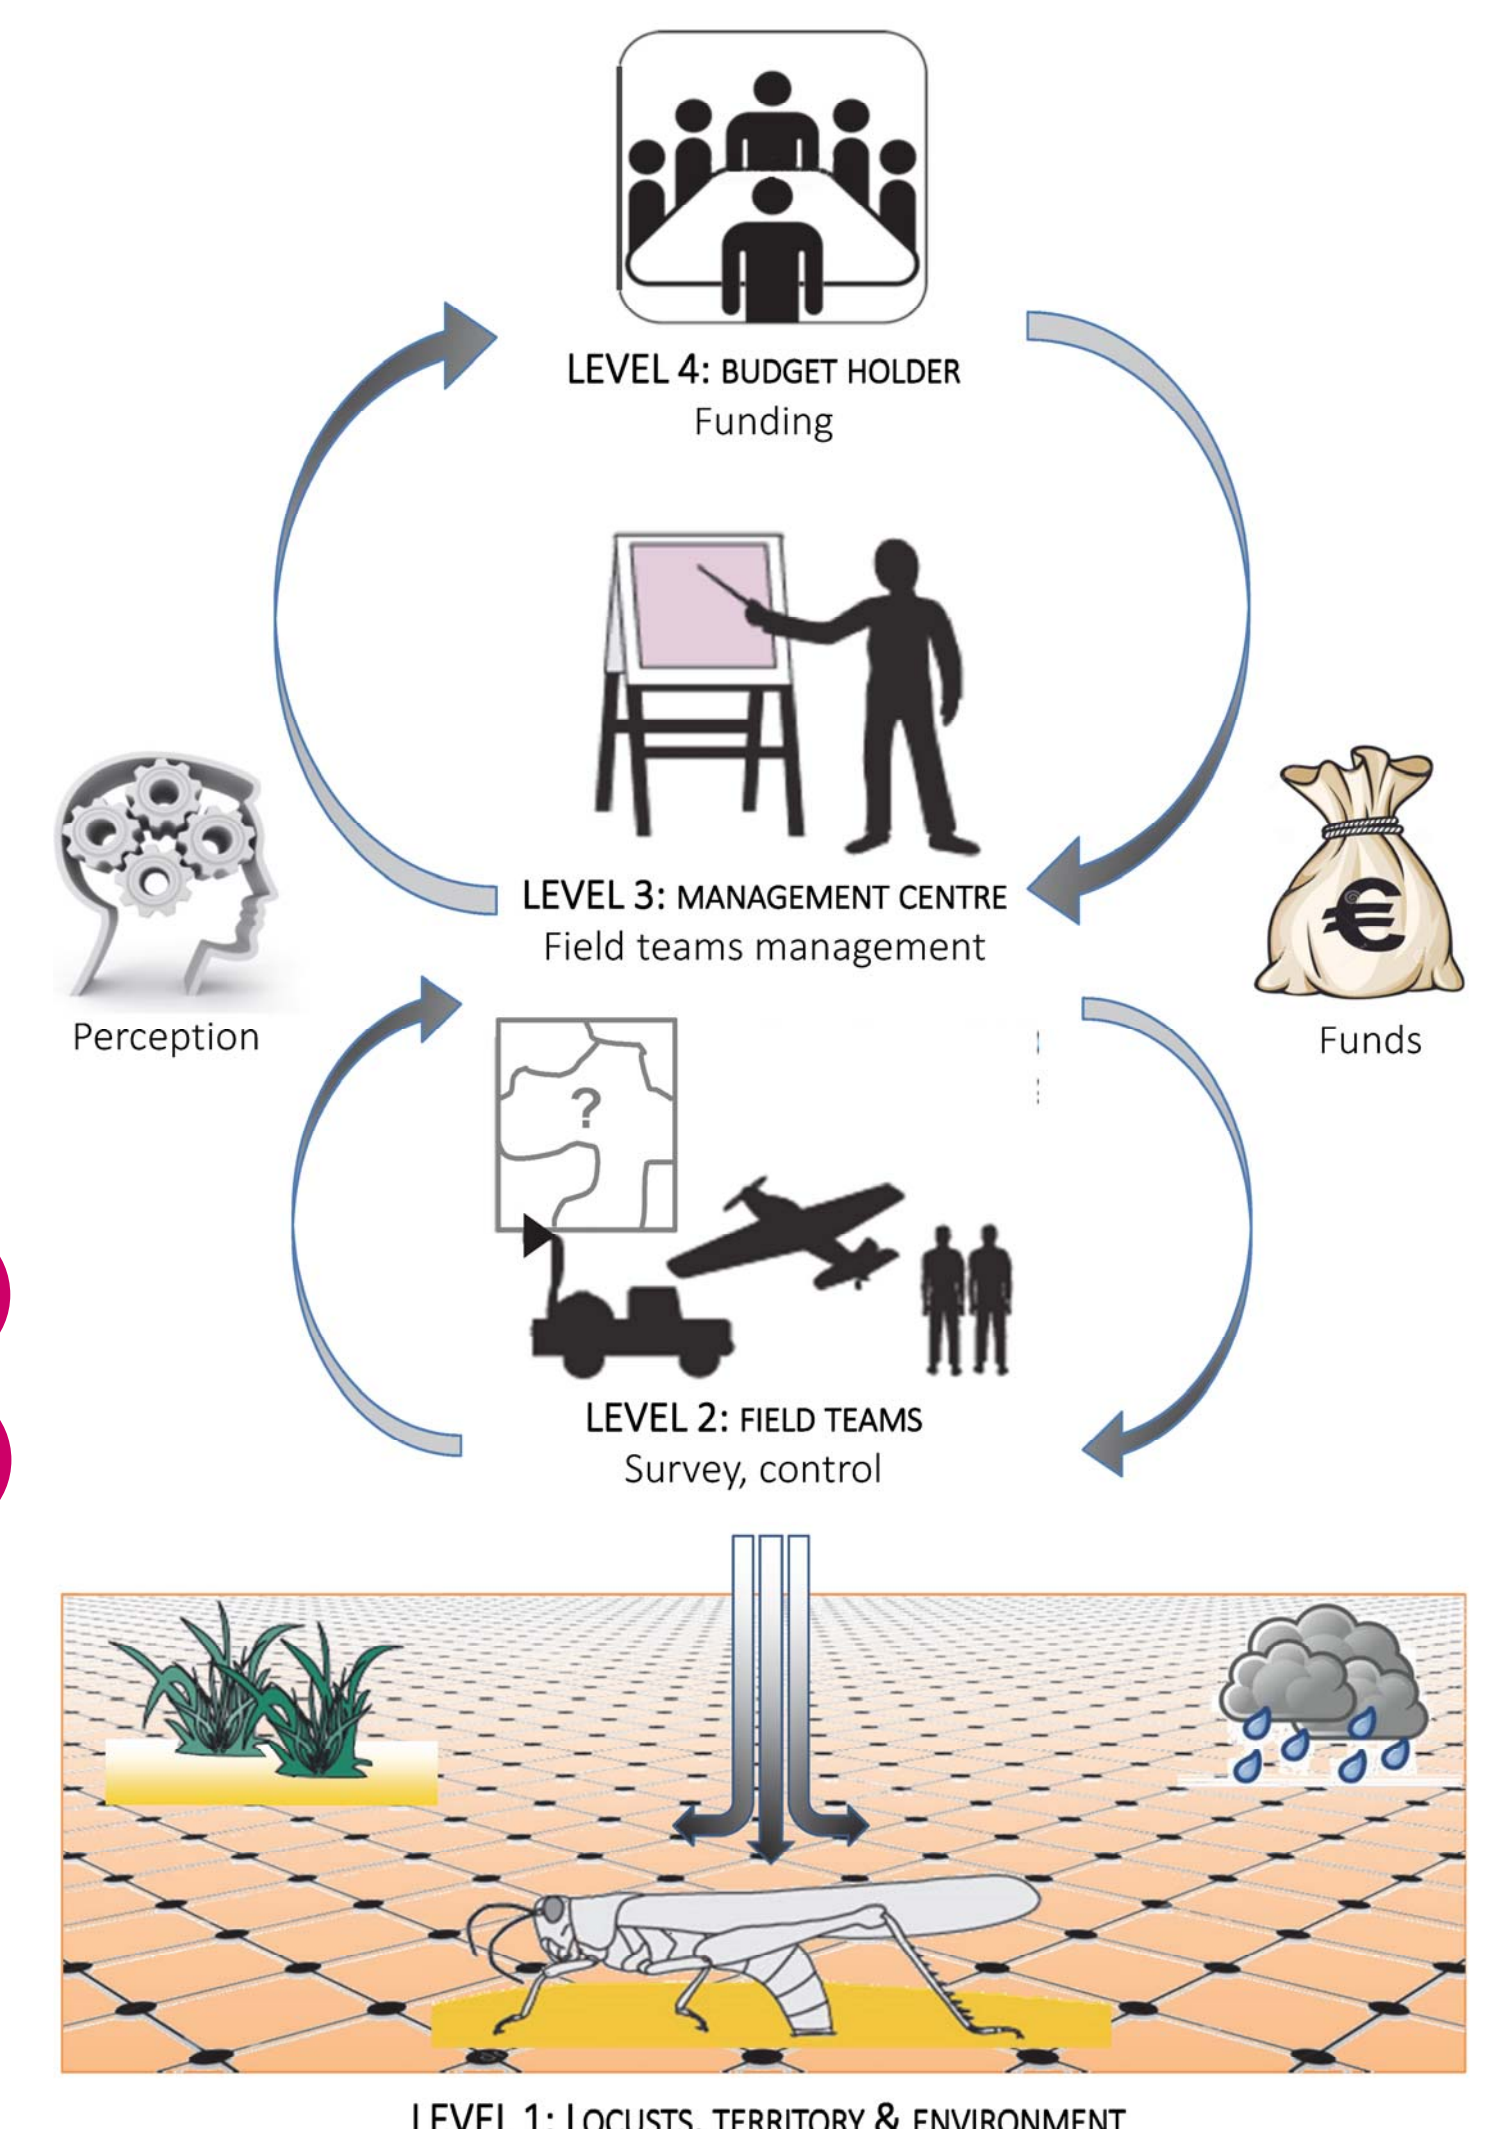 LEVEL 4: BUDGET HOLDER
Funding
LEVEL 3: MANAGEMENT CENTRE
Field teams management
Perception
€
Funds
?
LEVEL 2: FIELD TEAMS
Survey, control
LEVEL 1: LOCUSTS, TERRITORY & ENVIRONMENT